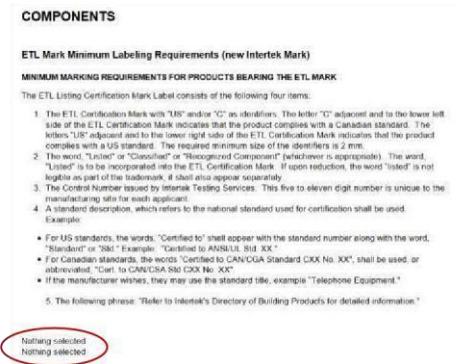 COMPONENTS
ETL Mark Minimum Labeling Requirements (new Intertek Mark)
MINIMUM MARKING REQUIREMENTS FOR PRODUCTS BEARING THE ETL MARK
The ETL Listing Certification Mark Label consists of the following four items:
1. The ETL Certification Mark with "US" and/or "C" as identifiers. The letter "C" adjacent and to the lower left
side of the ETL Certification Mark indicates that the product complies with a Canadian standard. The
letters "US" adjacent and to the lower right side of the ETL Certification Mark indicates that the product
complies with a US standard. The required minimum size of the identifiers is 2 mm.
2. The word, "Listed" or "Classified" or "Recognized Component" (whichever is appropriate). The word,
"Listed" is to be incorporated into the ETL Certification Mark. If upon reduction, the word "listed" is not
legible as part of the trademark, it shall also appear separately.
3. The Control Number issued by Intertek Testing Services. This five to eleven digit number is unique to the
manufacturing site for each applicant.
4. A standard description, which refers to the national standard used for certification shall be used.
Example:
• For US standards, the words, "Certified to" shall appear with the standard number along with the word,
"Standard" or "Std." Example: "Certified to ANSI/UL Std. XX."
• For Canadian standards, the words "Certified to CAN/CGA Standard CXX No. XX", shall be used, or
abbreviated, "Cert. to CAN/CSA Std CXX No. XX".
• If the manufacturer wishes, they may use the standard title, example "Telephone Equipment."
5. The following phrase: "Refer to Intertek's Directory of Building Products for detailed information."
Nothing selected
Nothing selected